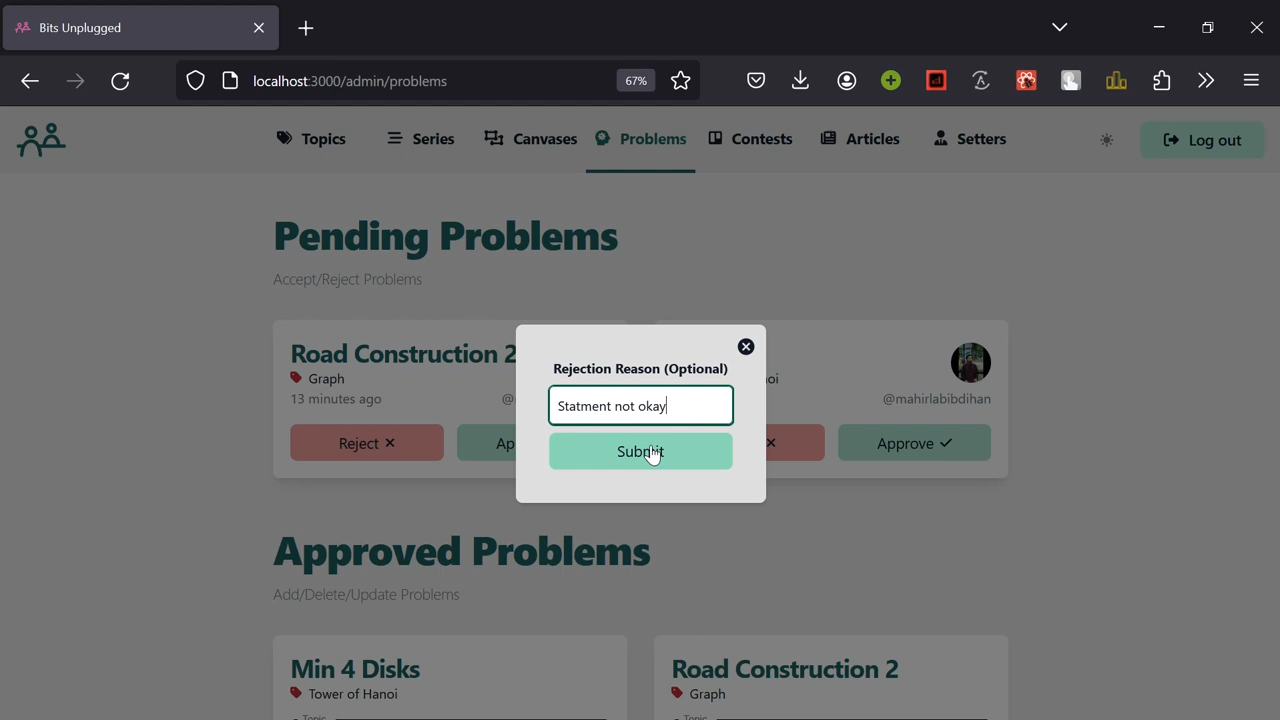 Bits Unplugged
localhost:3000/admin/problems
67%
Topics
Series
Canvases
Problems
Contests
Articles
Setters
Log out
Pending Problems
Accept/Reject Problems
Road Construction 2
Graph
13 minutes ago
@mahirlabibdihan
Reject
Approve
Rejection Reason (Optional)
Statment not okay
Submit
Approved Problems
Add/Delete/Update Problems
Min 4 Disks
Tower of Hanoi
Topic
Road Construction 2
Graph
Topic